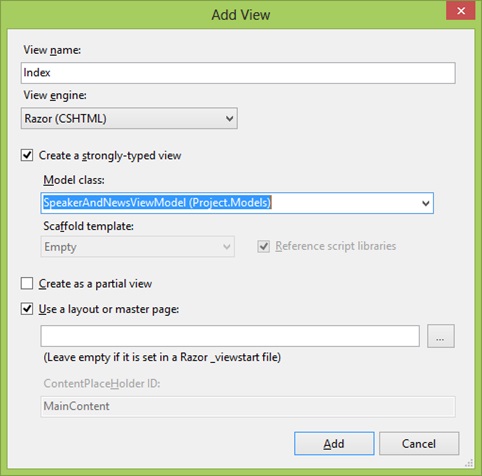 Add View
View name:
Index
View engine:
Razor (CSHTML)
Create a strongly-typed view
Model class:
SpeakerAndNewsViewModel (Project.Models)
Scaffold template:
Empty
Reference script libraries
Create as a partial view
Use a layout or master page:
...
(Leave empty if it is set in a Razor _viewstart file)
ContentPlaceHolder ID:
MainContent
Add
Cancel